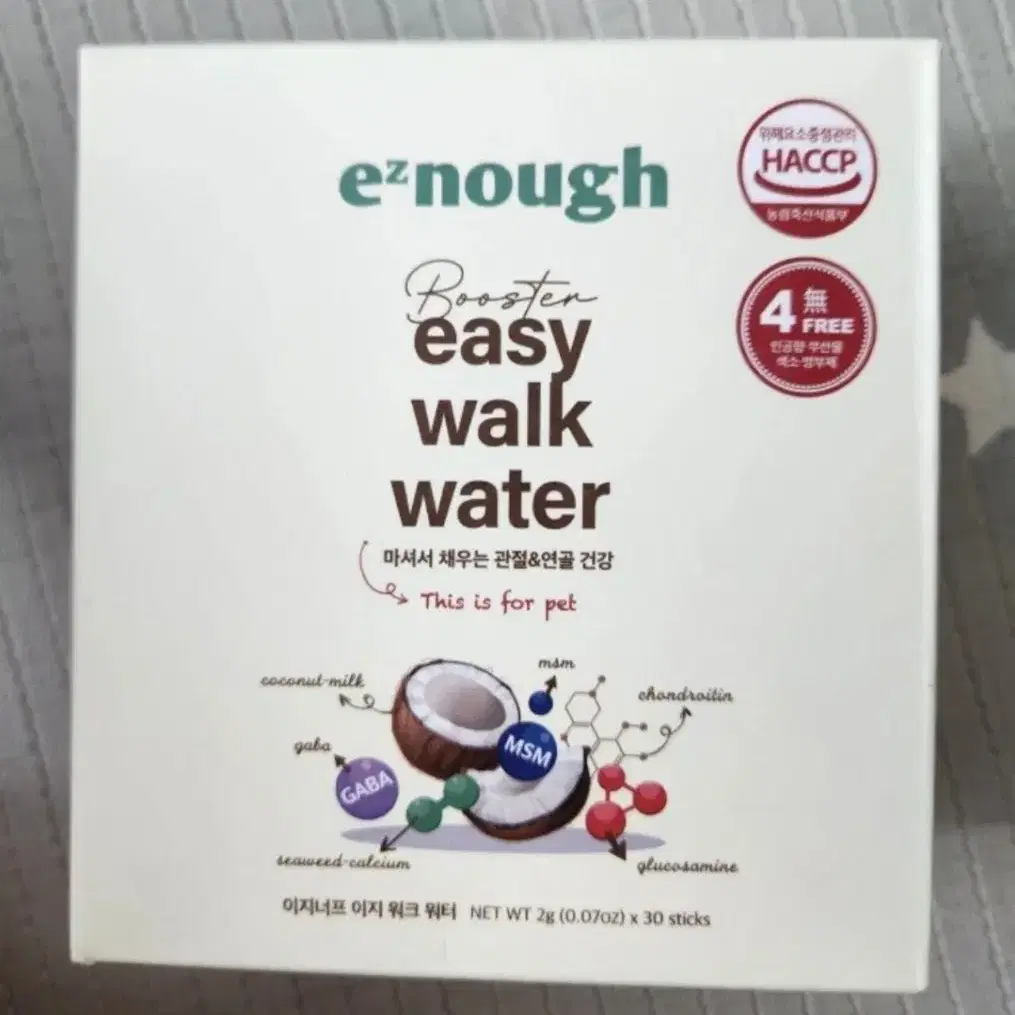 eznough
위해요소중점관리
HACCP
농림축산식품부
4 無 FREE
인공향·부산물
색소·방부제
Booster
easy
walk
water
마셔서 채우는 관절&연골 건강
This is for pet
coconut-milk
msm
chondroitin
gaba
MSM
GABA
seaweed-calcium
glucosamine
이지너프 이지 워크 워터 NET WT 2g (0.07oz) x 30 sticks